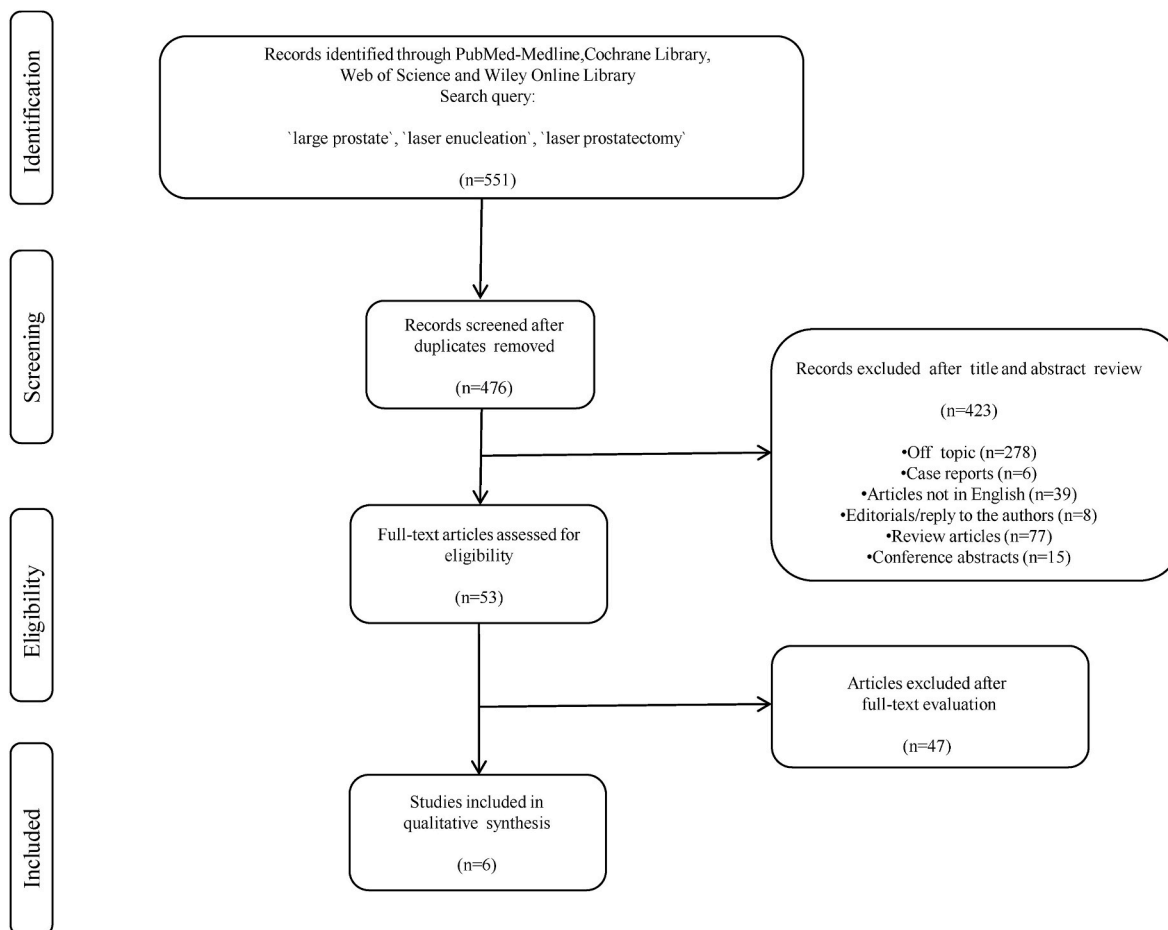 Identification
Records identified through PubMed-Medline,Cochrane Library,
Web of Science and Wiley Online Library
Search query:
`large prostate`, `laser enucleation`, `laser prostatectomy`
(n=551)
Screening
Records screened after
duplicates removed
(n=476)
Records excluded after title and abstract review
(n=423)
•Off topic (n=278)
•Case reports (n=6)
•Articles not in English (n=39)
•Editorials/reply to the authors (n=8)
•Review articles (n=77)
•Conference abstracts (n=15)
Eligibility
Full-text articles assessed for
eligibility
(n=53)
Articles excluded after
full-text evaluation
(n=47)
Included
Studies included in
qualitative synthesis
(n=6)